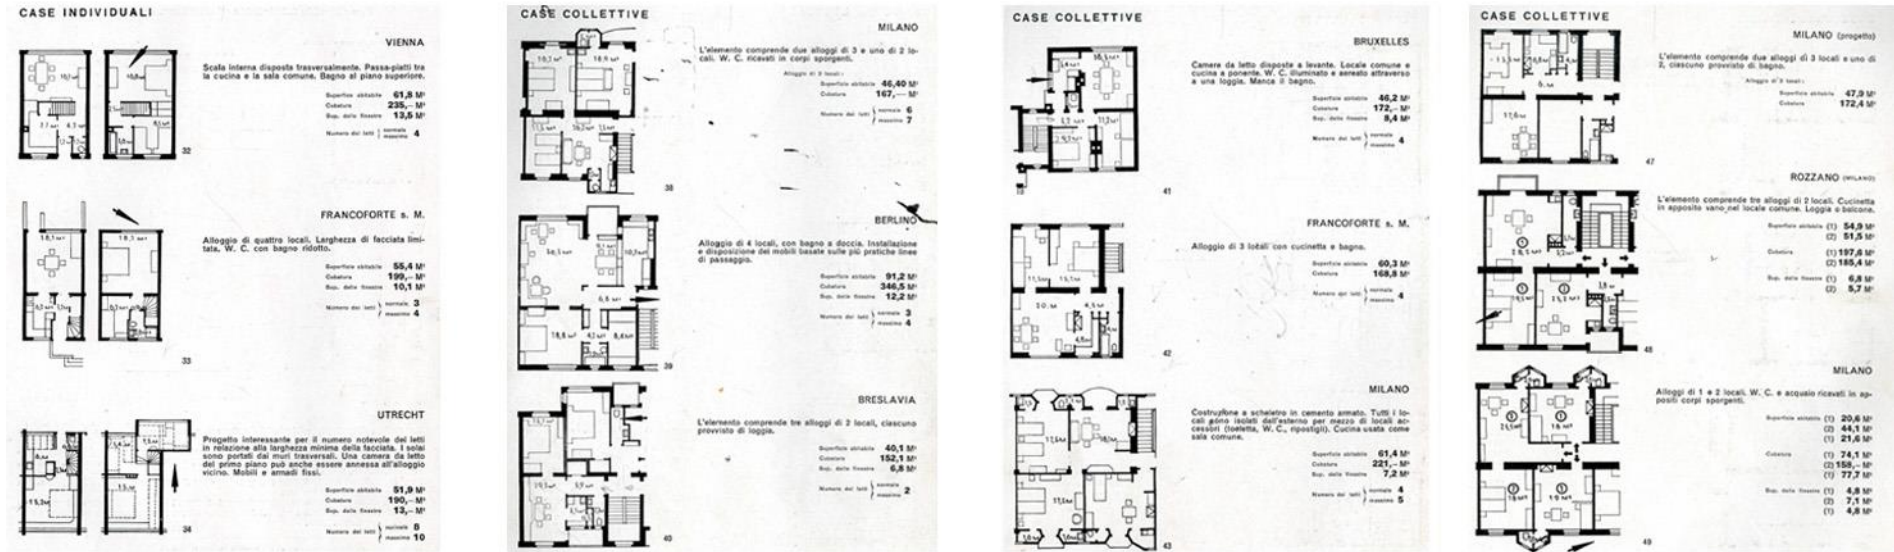 CASE INDIVIDUALI
VIENNA
Scala interna disposta trasversalmente. Passa-piatti tra
la cucina e la sala comune. Bagno al piano superiore.
Superficie abitabile 61,8 M²
Cubatura 235,— M³
Sup. delle finestre 13,5 M²
Numero dei letti normale massimo 4
32
FRANCOFORTE s. M.
Alloggio di quattro locali. Larghezza di facciata limi-
tata. W. C. con bagno ridotto.
Superficie abitabile 55,4 M²
Cubatura 199,— M³
Sup. delle finestre 10,1 M²
Numero dei letti normale 3
massimo 4
33
UTRECHT
Progetto interessante per il numero notevole dei letti
in relazione alla larghezza minima della facciata. I solai
sono portati dai muri trasversali. Una camera da letto
del primo piano può anche essere annessa all'alloggio
vicino. Mobili e armadi fissi.
Superficie abitabile 51,9 M²
Cubatura 190,— M³
Sup. delle finestre 13,— M²
Numero dei letti normale 8
massimo 10
34
CASE COLLETTIVE
MILANO
L'elemento comprende due alloggi di 3 e uno di 2 lo-
cali. W. C. ricavati in corpi sporgenti.
Alloggio di 3 locali:
Superficie abitabile 46,40 M²
Cubatura 167,— M³
Numero dei letti normale 6
massimo 7
38
BERLINO
Alloggio di 4 locali, con bagno a doccia. Installazione
e disposizione dei mobili basate sulle più pratiche linee
di passaggio.
Superficie abitabile 91,2 M²
Cubatura 346,5 M³
Sup. delle finestre 12,2 M²
Numero dei letti normale 3
massimo 4
39
BRESLAVIA
L'elemento comprende tre alloggi di 2 locali, ciascuno
provvisto di loggia.
Superficie abitabile 40,1 M²
Cubatura 152,1 M³
Sup. delle finestre 6,8 M²
Numero dei letti normale massimo 2
40
CASE COLLETTIVE
BRUXELLES
Camere da letto disposte a levante. Locale comune e
cucina a ponente. W. C. illuminato e aereato attraverso
a una loggia. Manca il bagno.
Superficie abitabile 46,2 M²
Cubatura 172,— M³
Sup. delle finestre 8,4 M²
Numero dei letti normale massimo 4
41
FRANCOFORTE s. M.
Alloggio di 3 locali con cucinetta e bagno.
Superficie abitabile 60,3 M²
Cubatura 168,8 M³
Numero dei letti normale massimo 4
42
MILANO
Costruzione a scheletro in cemento armato. Tutti i lo-
cali sono isolati dall'esterno per mezzo di locali ac-
cessori (toeletta, W. C., ripostigli). Cucina usata come
sala comune.
Superficie abitabile 61,4 M²
Cubatura 221,— M³
Sup. delle finestre 7,2 M²
Numero dei letti normale 4
massimo 5
43
CASE COLLETTIVE
MILANO (progetto)
L'elemento comprende due alloggi di 3 locali e uno di
2, ciascuno provvisto di bagno.
Alloggio di 3 locali:
Superficie abitabile 47,9 M²
Cubatura 172,4 M³
47
ROZZANO (MILANO)
L'elemento comprende tre alloggi di 2 locali. Cucinetta
in apposito vano nel locale comune. Loggia o balcone.
Superficie abitabile (1) 54,9 M²
(2) 51,5 M²
Cubatura (1) 197,6 M³
(2) 185,4 M³
Sup. delle finestre (1) 6,8 M²
(2) 5,7 M²
48
MILANO
Alloggi di 1 e 2 locali. W. C. e acquaio ricavati in ap-
positi corpi sporgenti.
Superficie abitabile (1) 20,6 M²
(2) 44,1 M²
(1) 21,6 M²
Cubatura (1) 74,1 M³
(2) 158,— M³
(1) 77,7 M³
Sup. delle finestre (1) 4,8 M²
(2) 7,1 M²
(1) 4,8 M²
49